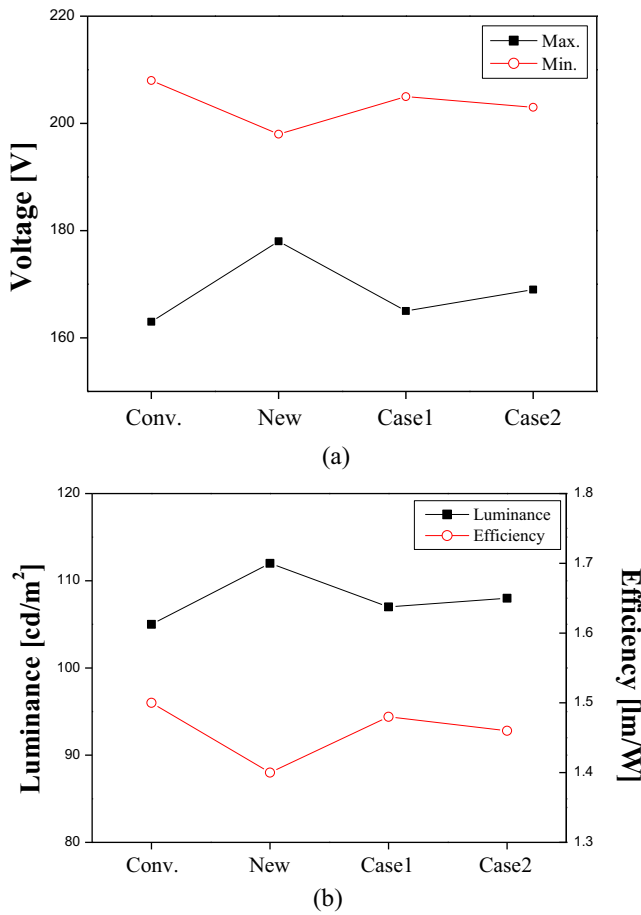 220
200
180
160
Voltage [V]
Max.
Min.
Conv. New Case1 Case2
(a)
120
110
100
90
80
Luminance [cd/m²]
Luminance
Efficiency
1.8
1.7
1.6
1.5
1.4
1.3
Efficiency [lm/W]
Conv. New Case1 Case2
(b)